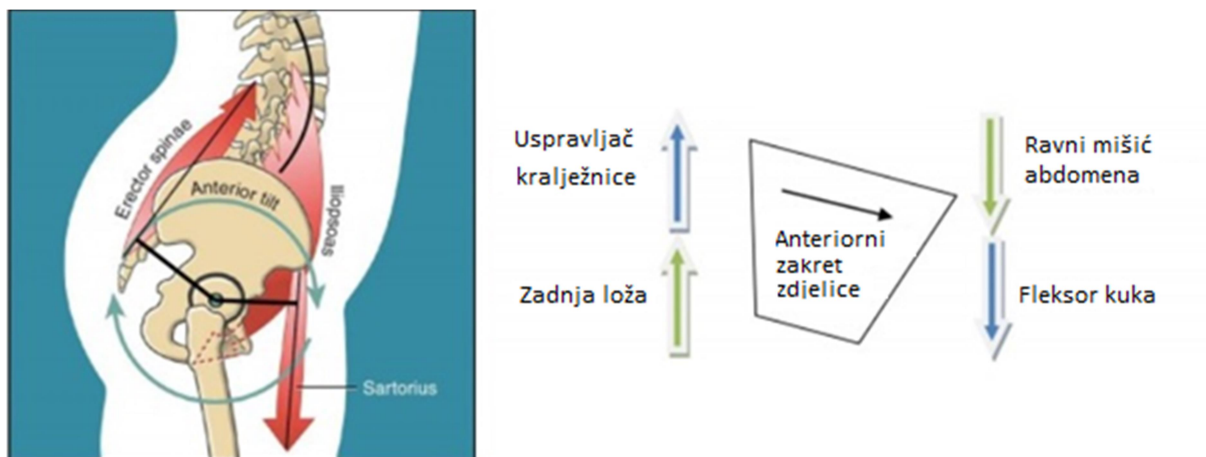 Erector spinae
Anterior tilt
Iliopsoas
Sartorius
Uspravljač
kralježnice
Zadnja loža
Anteriorni
zakret
zdjelice
Ravni mišić
abdomena
Fleksor kuka